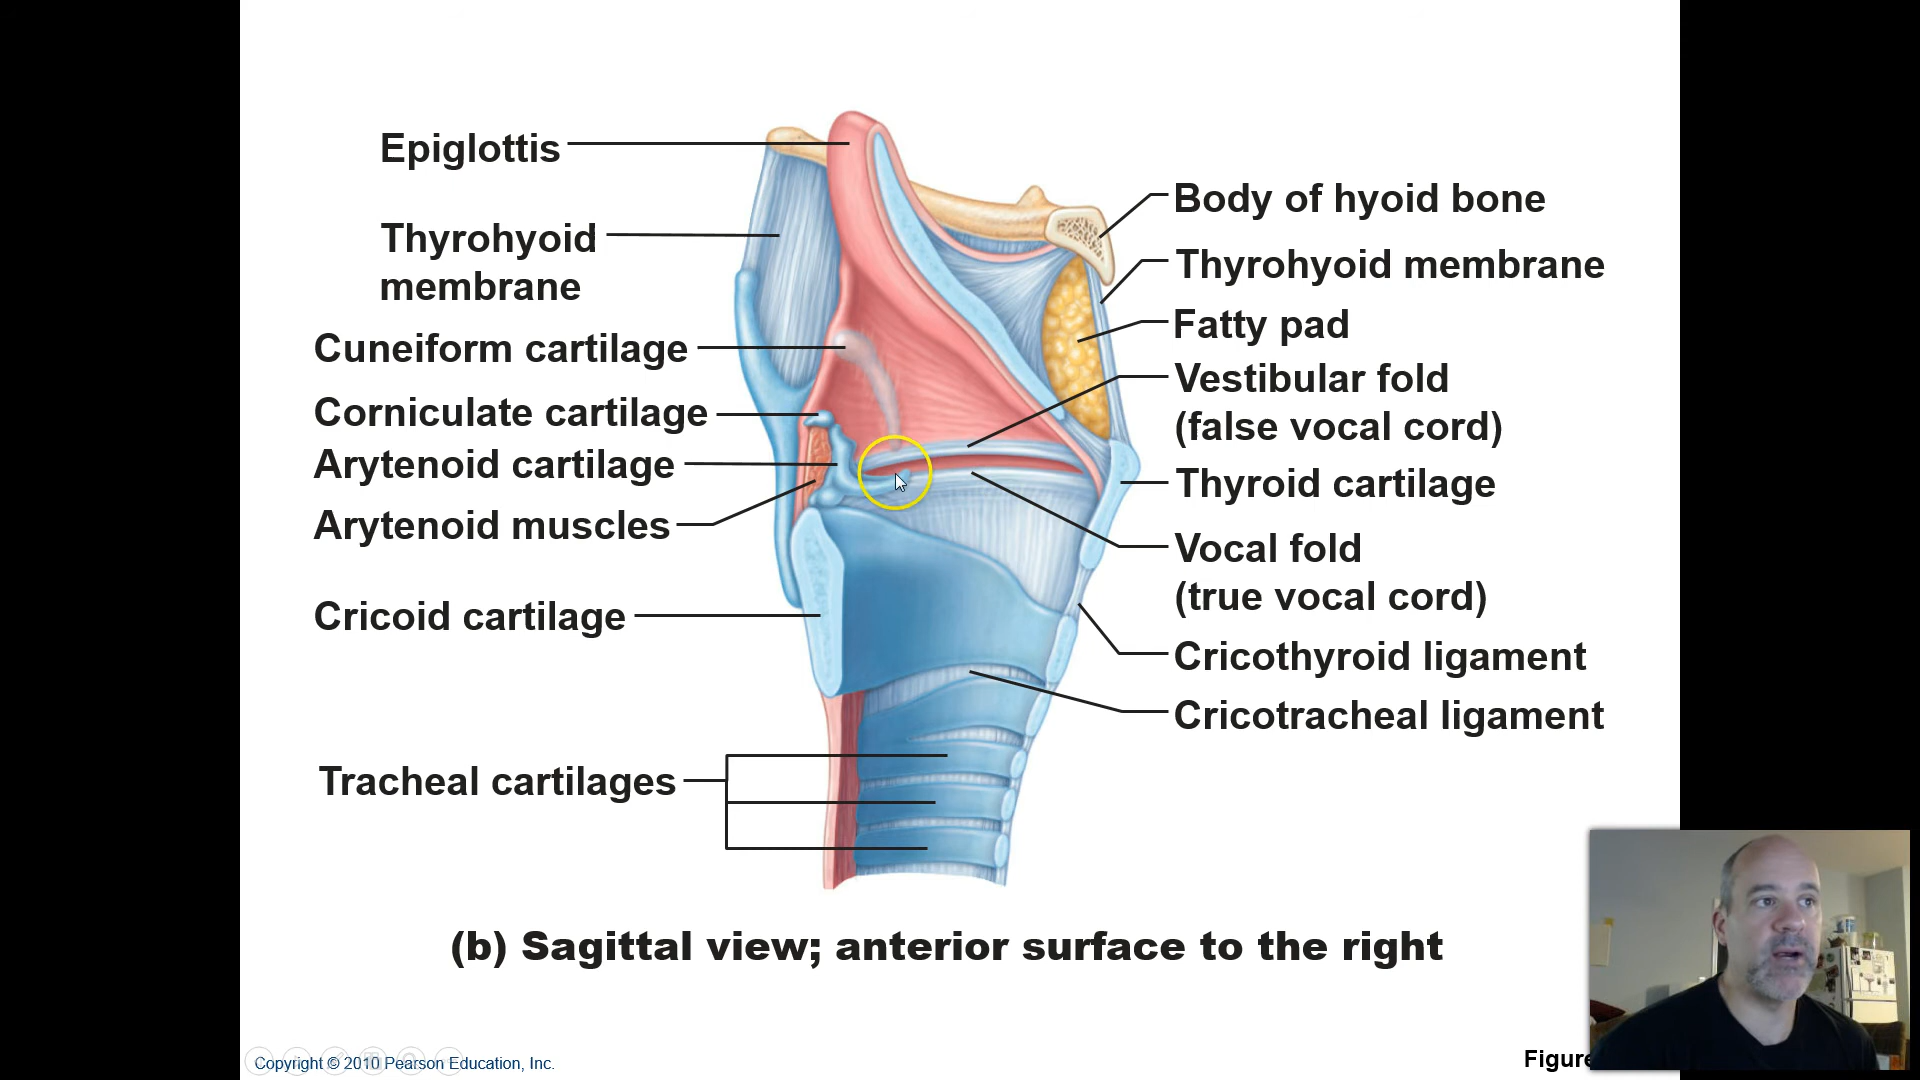 Epiglottis
Thyrohyoid
membrane
Cuneiform cartilage
Corniculate cartilage
Arytenoid cartilage
Arytenoid muscles
Cricoid cartilage
Tracheal cartilages
Body of hyoid bone
Thyrohyoid membrane
Fatty pad
Vestibular fold
(false vocal cord)
Thyroid cartilage
Vocal fold
(true vocal cord)
Cricothyroid ligament
Cricotracheal ligament
(b) Sagittal view; anterior surface to the right
Copyright © 2010 Pearson Education, Inc.
Figure